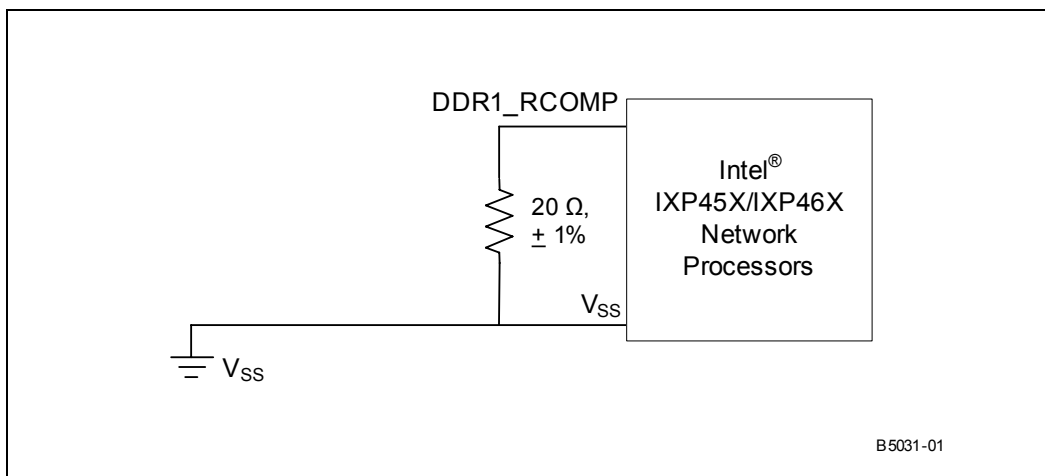 DDR1_RCOMP
Intel®
IXP45X/IXP46X
Network
Processors
20 Ω,
± 1%
VSS
VSS
B5031-01